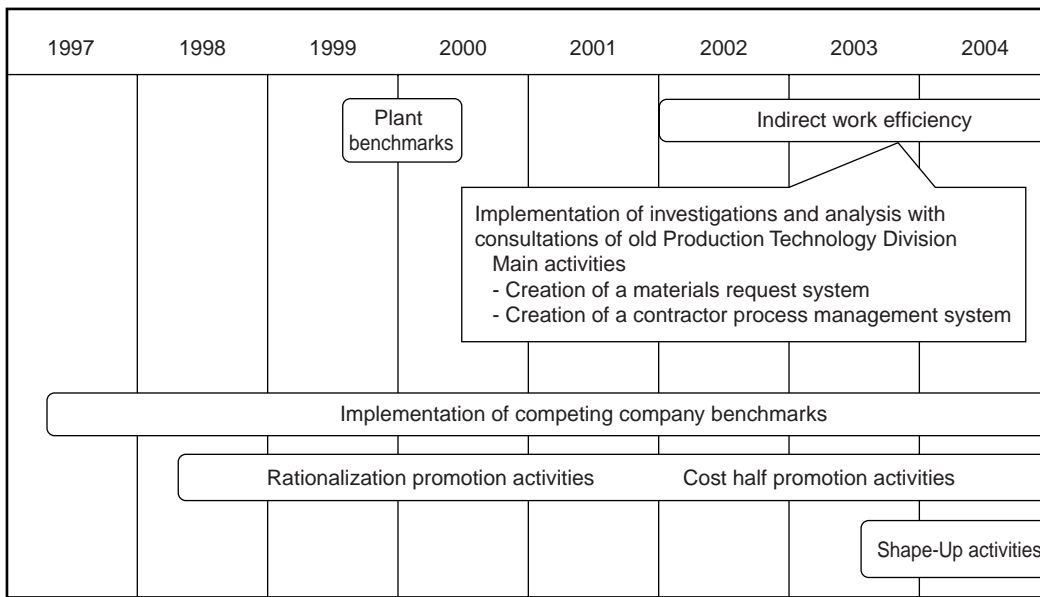 1997 1998 1999 2000 2001 2002 2003 2004
Plant
benchmarks
Indirect work efficiency
Implementation of investigations and analysis with
consultations of old Production Technology Division
Main activities
- Creation of a materials request system
- Creation of a contractor process management system
Implementation of competing company benchmarks
Rationalization promotion activities Cost half promotion activities
Shape-Up activities